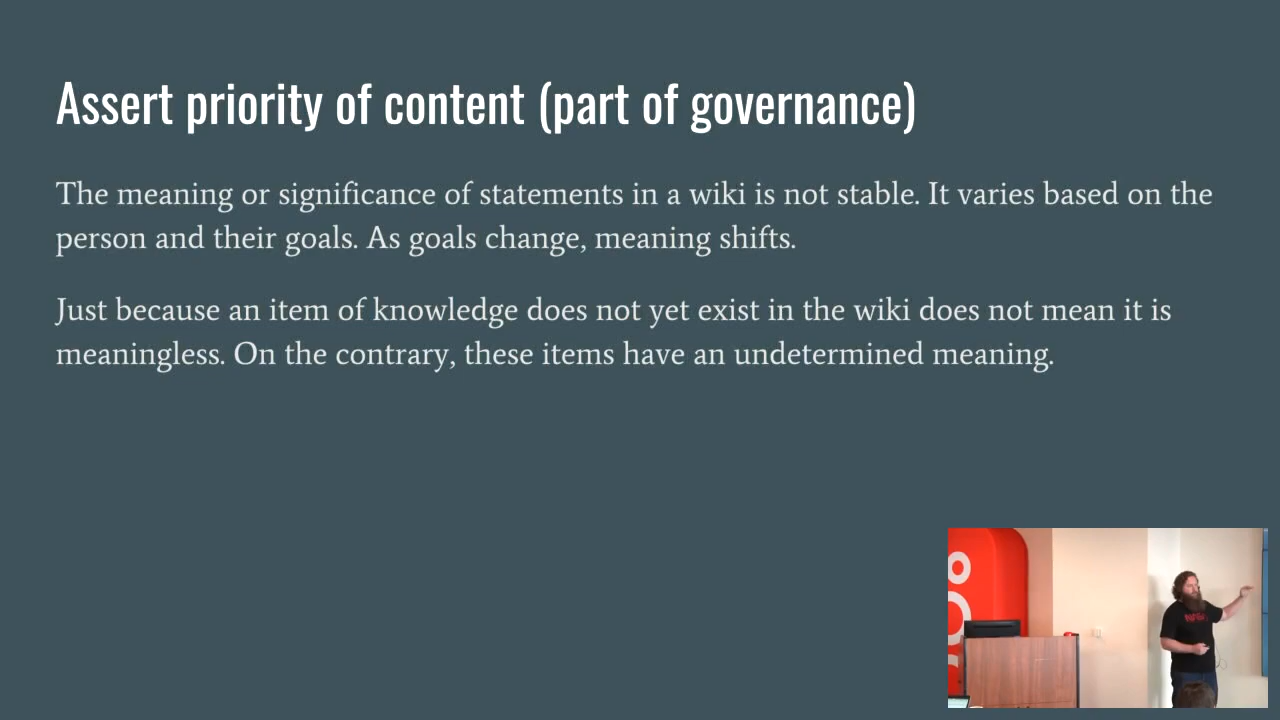 Assert priority of content (part of governance)
The meaning or significance of statements in a wiki is not stable. It varies based on the
person and their goals. As goals change, meaning shifts.
Just because an item of knowledge does not yet exist in the wiki does not mean it is
meaningless. On the contrary, these items have an undetermined meaning.